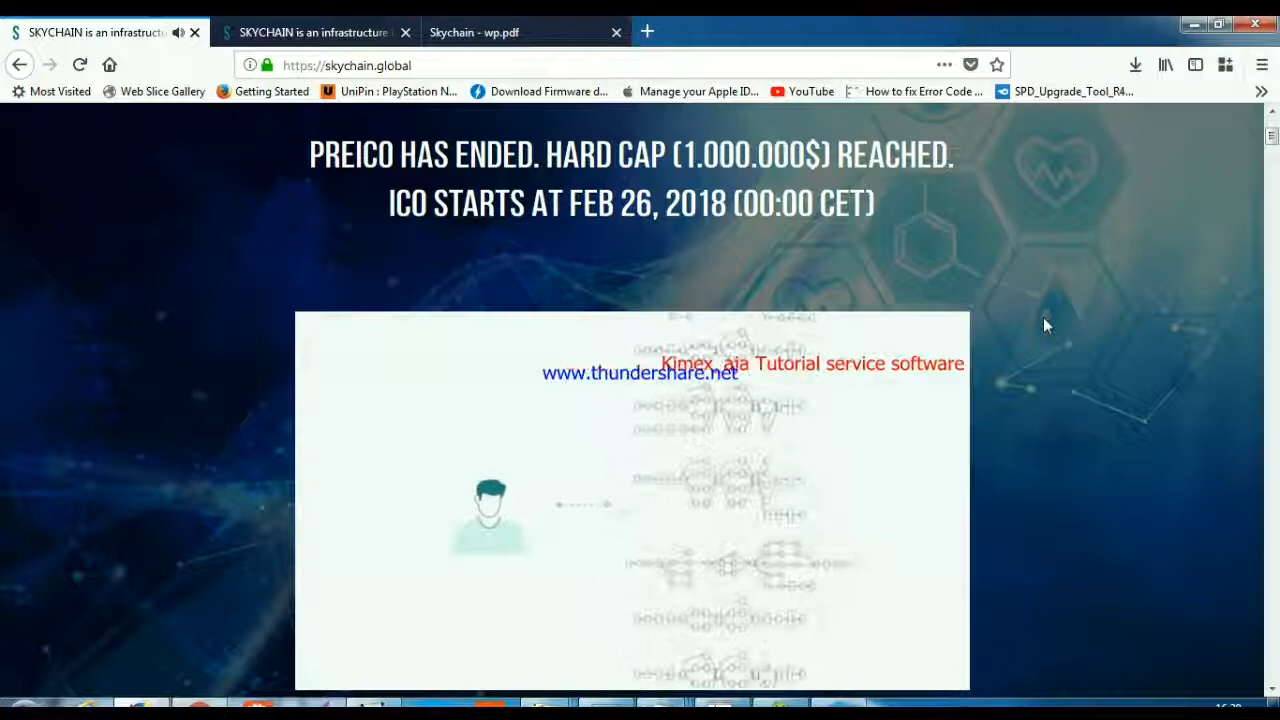 SKYCHAIN is an infrastructu
SKYCHAIN is an infrastructure
Skychain - wp.pdf
https://skychain.global
Most Visited
Web Slice Gallery
Getting Started
UniPin : PlayStation N...
Download Firmware d...
Manage your Apple ID...
YouTube
How to fix Error Code ...
SPD_Upgrade_Tool_R4...
PREICO HAS ENDED. HARD CAP (1.000.000$) REACHED.
ICO STARTS AT FEB 26, 2018 (00:00 CET)
Kimex_aja Tutorial service software
www.thundershare.net